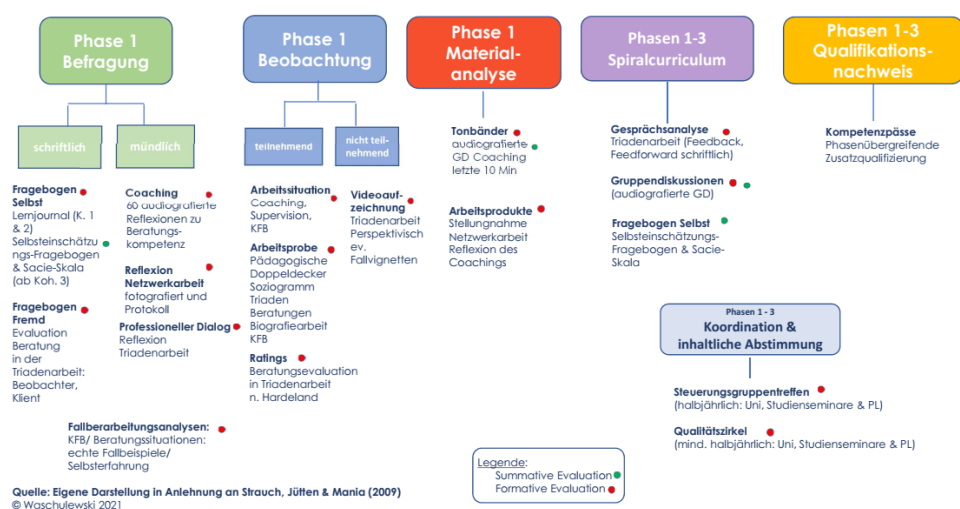 Phase 1
Befragung
schriftlich
mündlich
Fragebogen
Selbst
Lernjournal (K. 1
& 2)
Selbsteinschätzu
ngs-Fragebogen
& Sacie-Skala
(ab Koh. 3)
Fragebogen
Fremd
Evaluation
Beratung
in der
Triadenarbeit:
Beobachter,
Klient
Coaching
60 audiografierte
Reflexionen zu
Beratungs-
kompetenz
Reflexion
Netzwerkarbeit
fotografiert und
Protokoll
Professioneller Dialog
Reflexion
Triadenarbeit
Fallberarbeitungsanalysen:
KFB/ Beratungssituationen:
echte Fallbeispiele/
Selbsterfahrung
Phase 1
Beobachtung
teilnehmend
nicht teil-
nehmend
Arbeitssituation
Coaching,
Supervision,
KFB
Arbeitsprobe
Pädagogische
Doppeldecker
Soziogramm
Triaden
Beratungen
Biografiearbeit
KFB
Ratings
Beratungsevaluation
in Triadenarbeit
n. Hardeland
Videoauf-
zeichnung
Triadenarbeit
Perspektivisch
ev.
Fallvignetten
Phase 1
Material-
analyse
Tonbänder
audiografierte
GD Coaching
letzte 10 Min
Arbeitsprodukte
Stellungnahme
Netzwerkarbeit
Reflexion des
Coachings
Phasen 1-3
Spiralcurriculum
Gesprächsanalyse
Triadenarbeit (Feedback,
Feedforward schriftlich)
Gruppendiskussionen
(audiografierte GD)
Fragebogen Selbst
Selbsteinschätzungs-
Fragebogen & Sacie-
Skala
Phasen 1-3
Qualifikations-
nachweis
Kompetenzpässe
Phasenübergreifende
Zusatzqualifizierung
Phasen 1 - 3
Koordination &
inhaltliche Abstimmung
Steuerungsgruppentreffen
(halbjährlich: Uni, Studienseminare & PL)
Qualitätszirkel
(mind. halbjährlich: Uni, Studienseminare & PL)
Legende:
Summative Evaluation
Formative Evaluation
Quelle: Eigene Darstellung in Anlehnung an Strauch, Jütten & Mania (2009)
© Waschulewski 2021